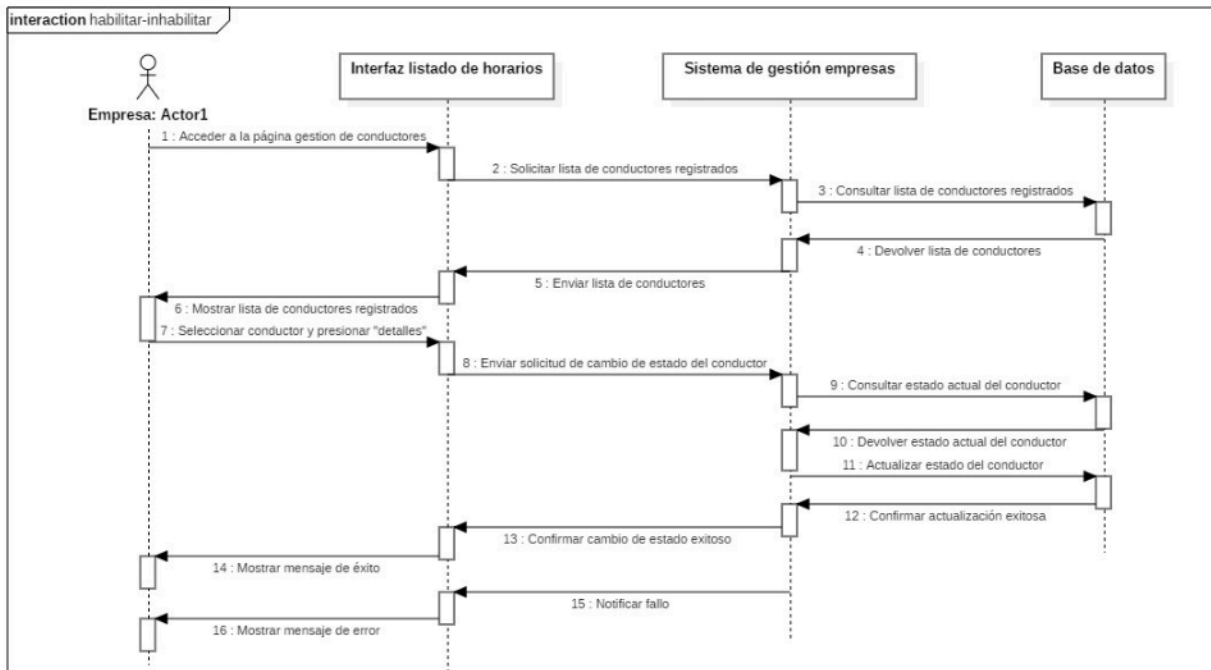 interaction habilitar-inhabilitar
Interfaz listado de horarios
Sistema de gestión empresas
Base de datos
Empresa: Actor1
1 : Acceder a la página gestion de conductores
2 : Solicitar lista de conductores registrados
3 : Consultar lista de conductores registrados
4 : Devolver lista de conductores
5 : Enviar lista de conductores
6 : Mostrar lista de conductores registrados
7 : Seleccionar conductor y presionar "detalles"
8 : Enviar solicitud de cambio de estado del conductor
9 : Consultar estado actual del conductor
10 : Devolver estado actual del conductor
11 : Actualizar estado del conductor
12 : Confirmar actualización exitosa
13 : Confirmar cambio de estado exitoso
14 : Mostrar mensaje de éxito
15 : Notificar fallo
16 : Mostrar mensaje de error